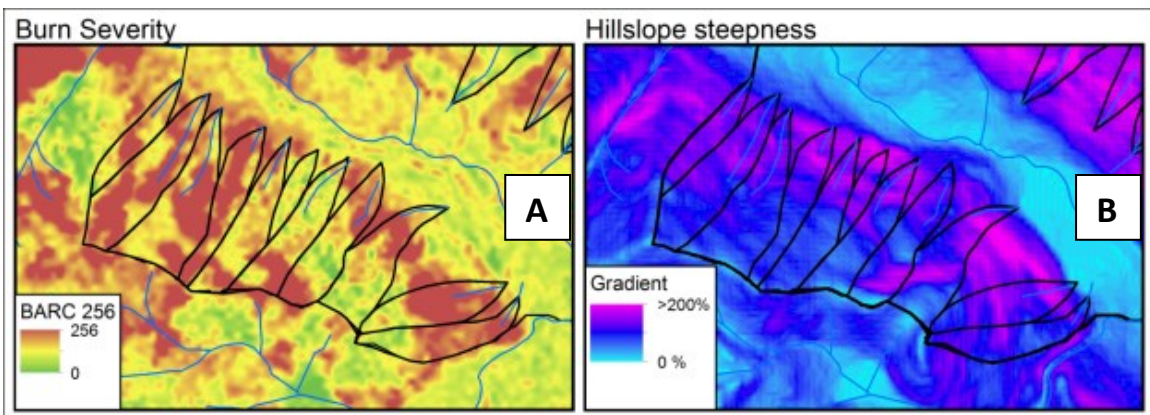 Burn Severity
A
BARC 256
256
0
Hillslope steepness
B
Gradient
>200%
0 %